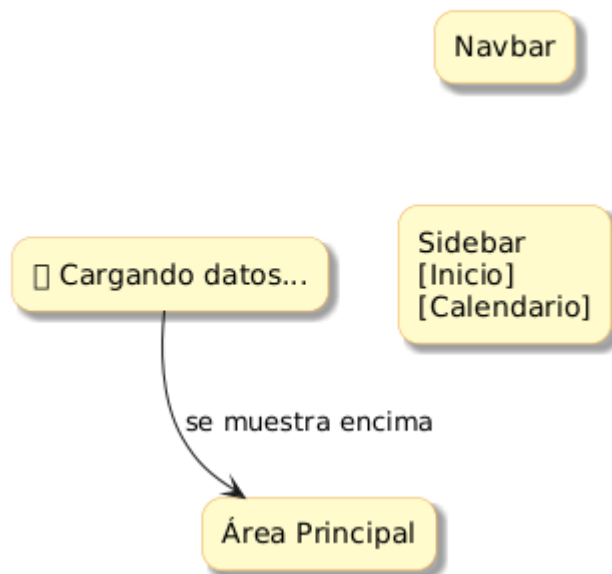 Navbar
Sidebar
[Inicio]
[Calendario]
Cargando datos...
se muestra encima
Área Principal